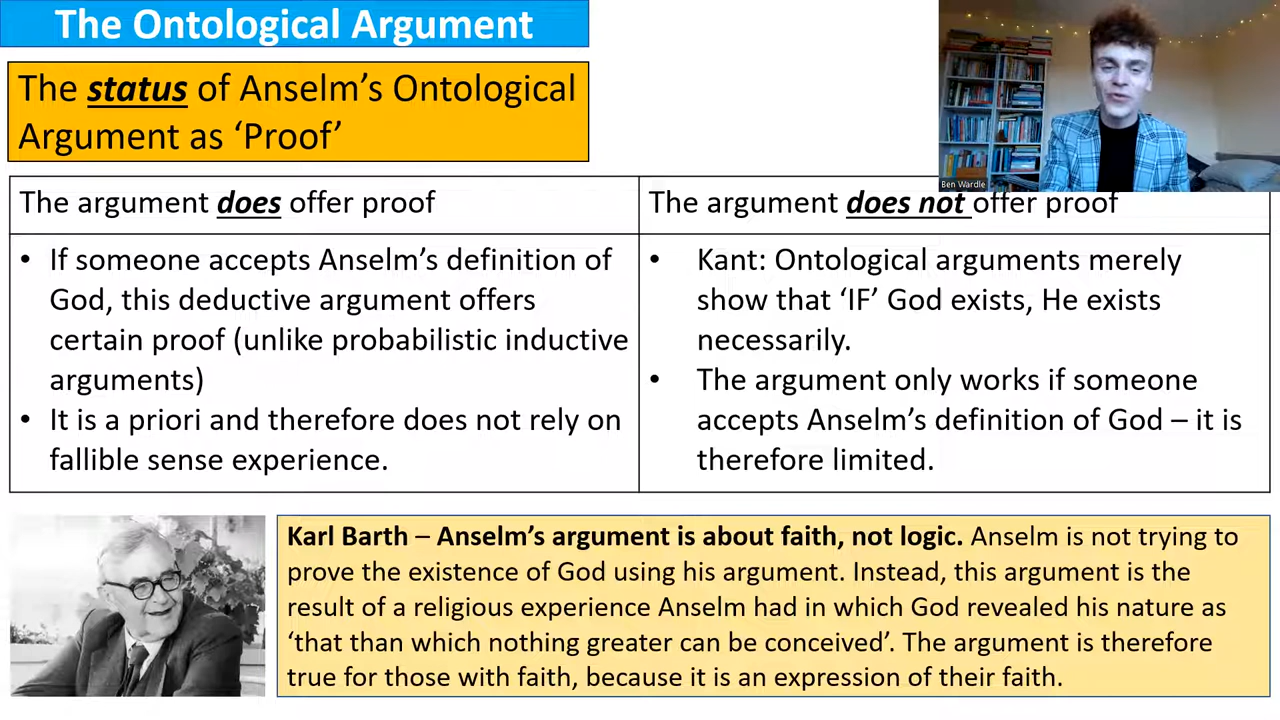 The Ontological Argument
The status of Anselm's Ontological
Argument as 'Proof'
Ben Wardle
The argument does offer proof
The argument does not offer proof
• If someone accepts Anselm's definition of
God, this deductive argument offers
certain proof (unlike probabilistic inductive
arguments)
• It is a priori and therefore does not rely on
fallible sense experience.
• Kant: Ontological arguments merely
show that 'IF' God exists, He exists
necessarily.
• The argument only works if someone
accepts Anselm's definition of God – it is
therefore limited.
Karl Barth – Anselm's argument is about faith, not logic. Anselm is not trying to
prove the existence of God using his argument. Instead, this argument is the
result of a religious experience Anselm had in which God revealed his nature as
'that than which nothing greater can be conceived'. The argument is therefore
true for those with faith, because it is an expression of their faith.